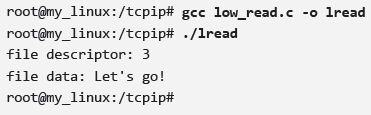 root@my_linux:/tcpip# gcc low_read.c -o lread
root@my_linux:/tcpip# ./lread
file descriptor: 3
file data: Let's go!
root@my_linux:/tcpip#